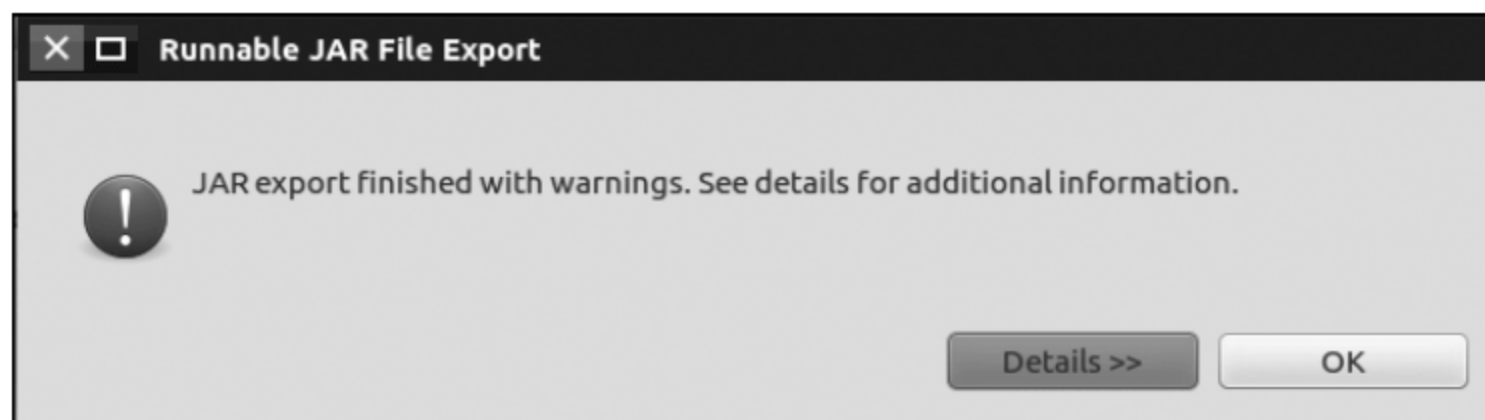 Runnable JAR File Export
JAR export finished with warnings. See details for additional information.
Details >> OK